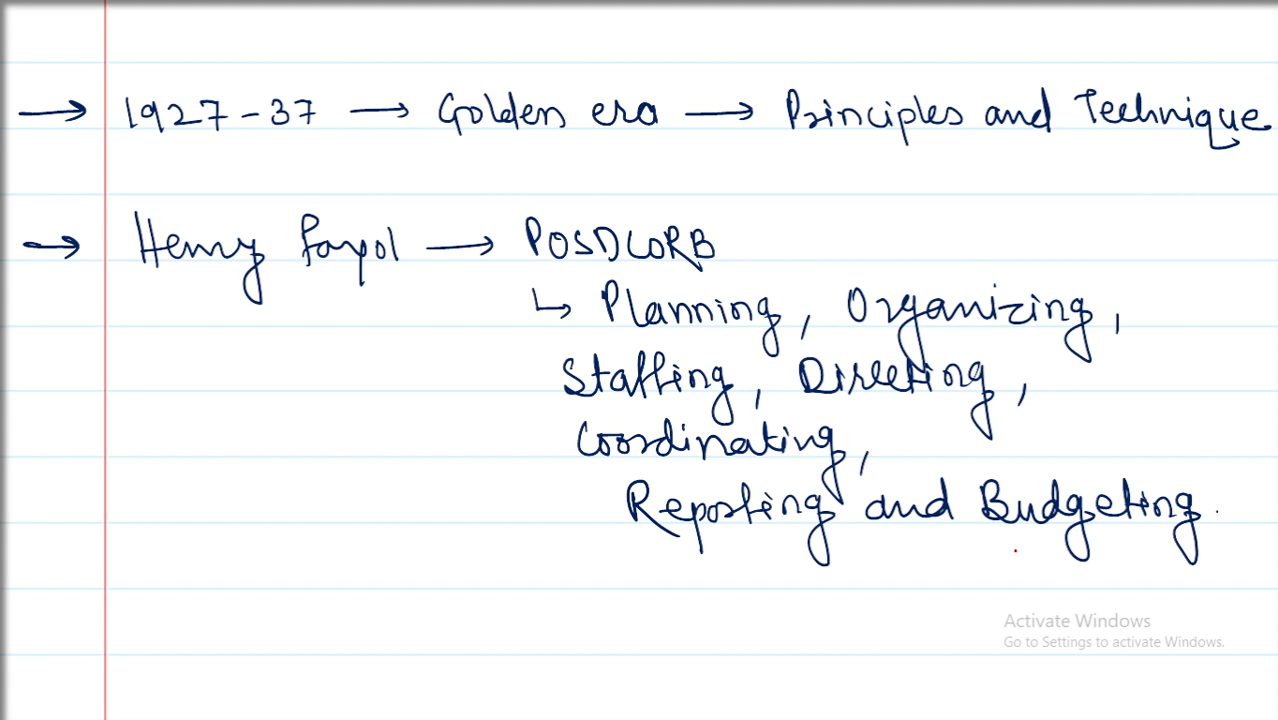 → 1927-37 → Golden era → Principles and Technique
→ Henry Fayol → POSDCORB
↳ Planning, Organizing,
Staffing, Directing,
Coordinating,
Reporting and Budgeting.
Activate Windows
Go to Settings to activate Windows.